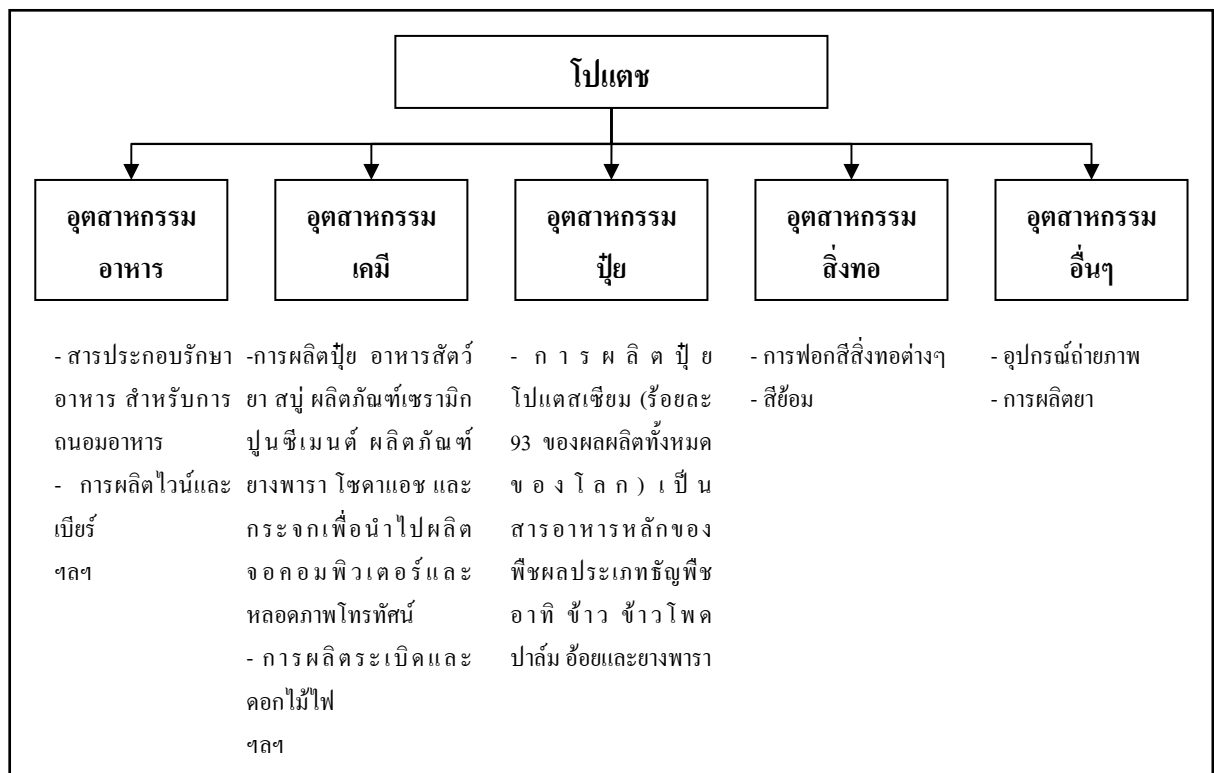 โปแตช
อุตสาหกรรม
อาหาร
อุตสาหกรรม
เคมี
อุตสาหกรรม
ปุ๋ย
อุตสาหกรรม
สิ่งทอ
อุตสาหกรรม
อื่นๆ
- สารประกอบรักษา
อาหาร สำหรับการ
ถนอมอาหาร
- การผลิตไวน์และ
เบียร์
ฯลฯ
-การผลิตปุ๋ย อาหารสัตว์
ยา สบู่ ผลิตภัณฑ์เซรามิก
ปูนซีเมนต์ ผลิตภัณฑ์
ยางพารา โซดาแอช และ
กระจกเพื่อนำไปผลิต
จอคอมพิวเตอร์และ
หลอดภาพโทรทัศน์
- การผลิตระเบิดและ
ดอกไม้ไฟ
ฯลฯ
- การผลิตปุ๋ย
โปแตสเซียม (ร้อยละ
93 ของผลผลิตทั้งหมด
ของโลก) เป็น
สารอาหารหลักของ
พืชผลประเภทธัญพืช
อาทิ ข้าว ข้าวโพด
ปาล์ม อ้อยและยางพารา
- การฟอกสีสิ่งทอต่างๆ
- สีย้อม
- อุปกรณ์ถ่ายภาพ
- การผลิตยา